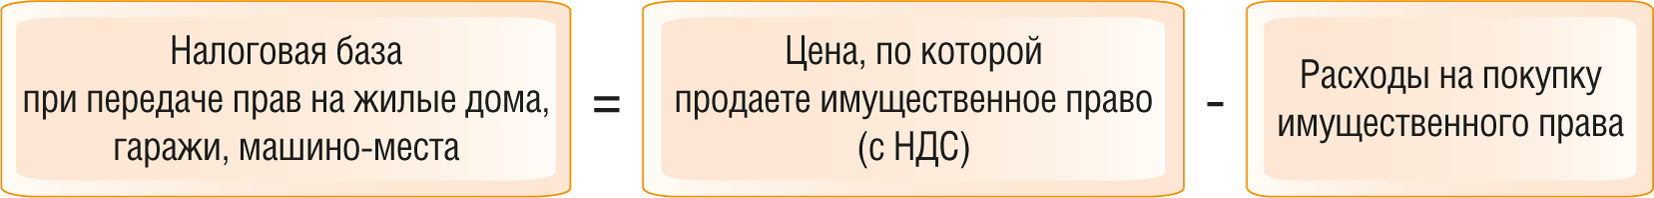 Налоговая база
при передаче прав на жилые дома,
гаражи, машино-места
=
Цена, по которой
продаете имущественное право
(с НДС)
-
Расходы на покупку
имущественного права